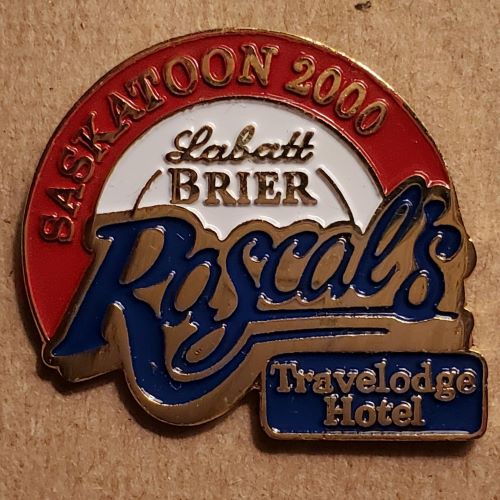 SASKATOON 2000
Labatt
BRIER
Rascal's
Travelodge
Hotel